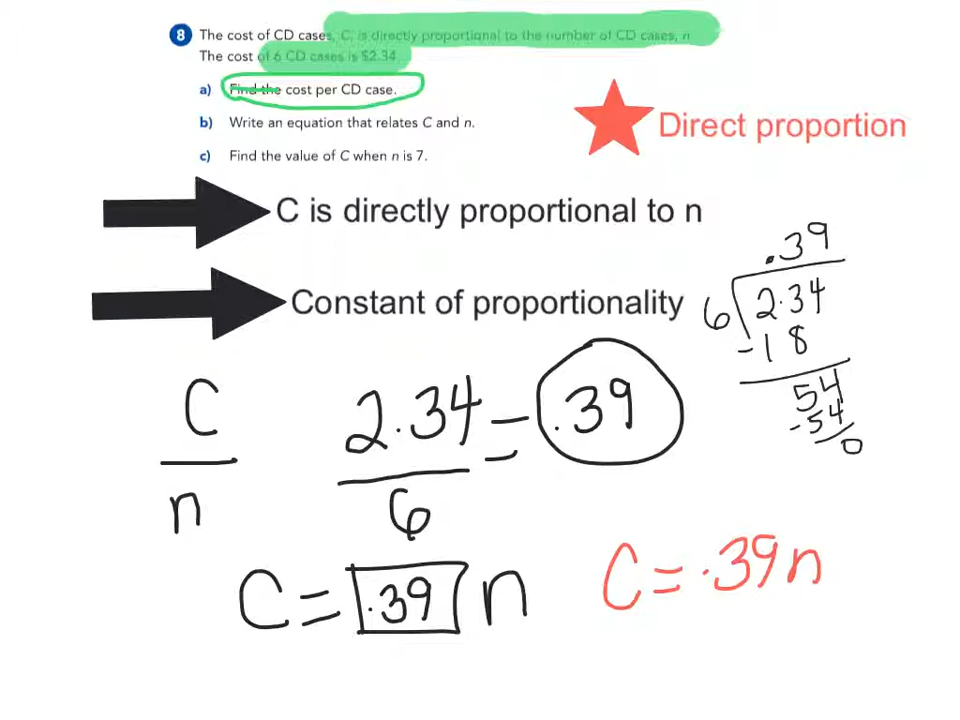 8 The cost of CD cases, C, is directly proportional to the number of CD cases, n
The cost of 6 CD cases is $2.34.
a) Find the cost per CD case.
b) Write an equation that relates C and n.
c) Find the value of C when n is 7.
Direct proportion
C is directly proportional to n
Constant of proportionality
.39
6 2.34
-18
54
-54
0
C
n
2.34 = .39
6
C = .39 n
C = .39n